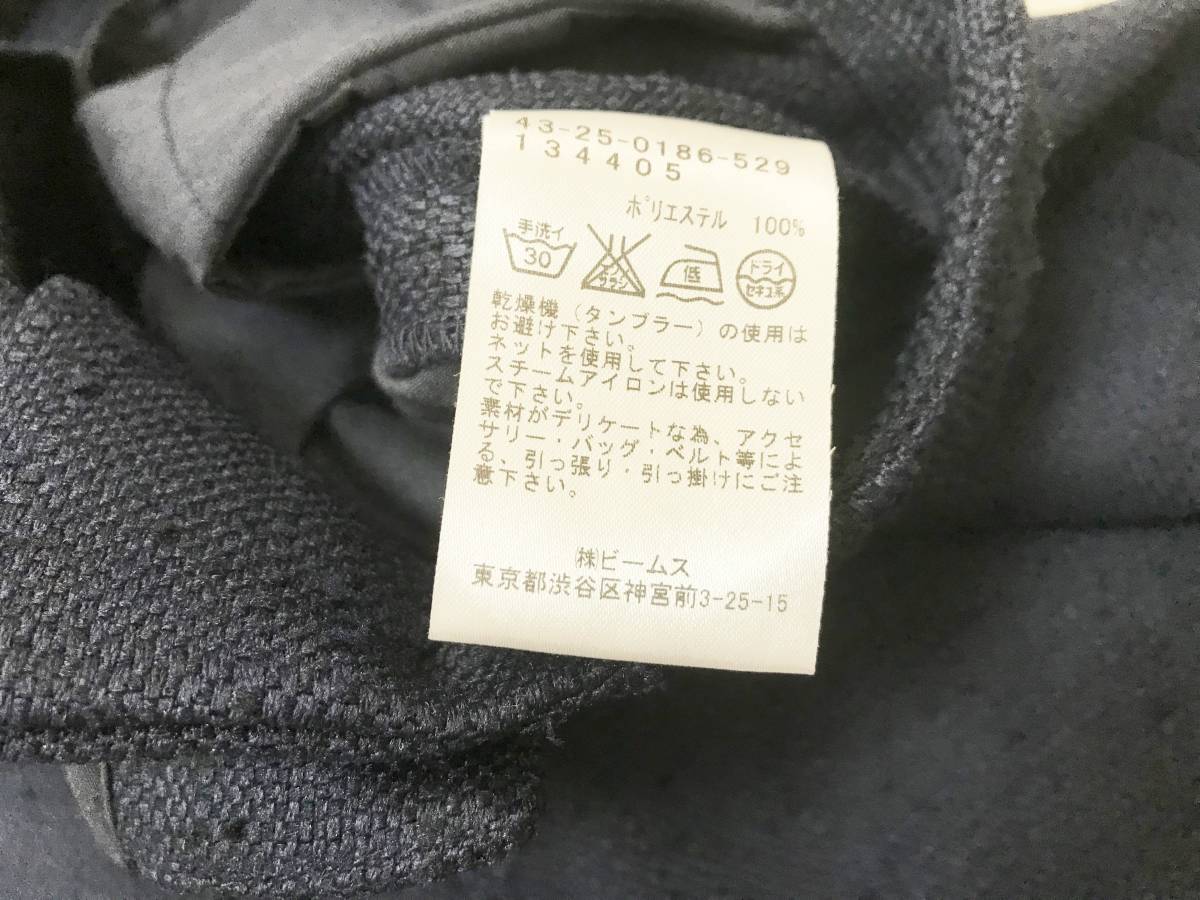 43-25-0186-529
134405
ポリエステル 100%
手洗イ
30
エンソ
サラシ
低
ドライ
セキユ系
乾燥機（タンブラー）の使用は
お避け下さい。
ネットを使用して下さい。
スチームアイロンは使用しない
で下さい。
素材がデリケートな為、アクセ
サリー・バッグ・ベルト等によ
る、引っ張り・引っ掛けにご注
意下さい。
㈱ビームス
東京都渋谷区神宮前3-25-15